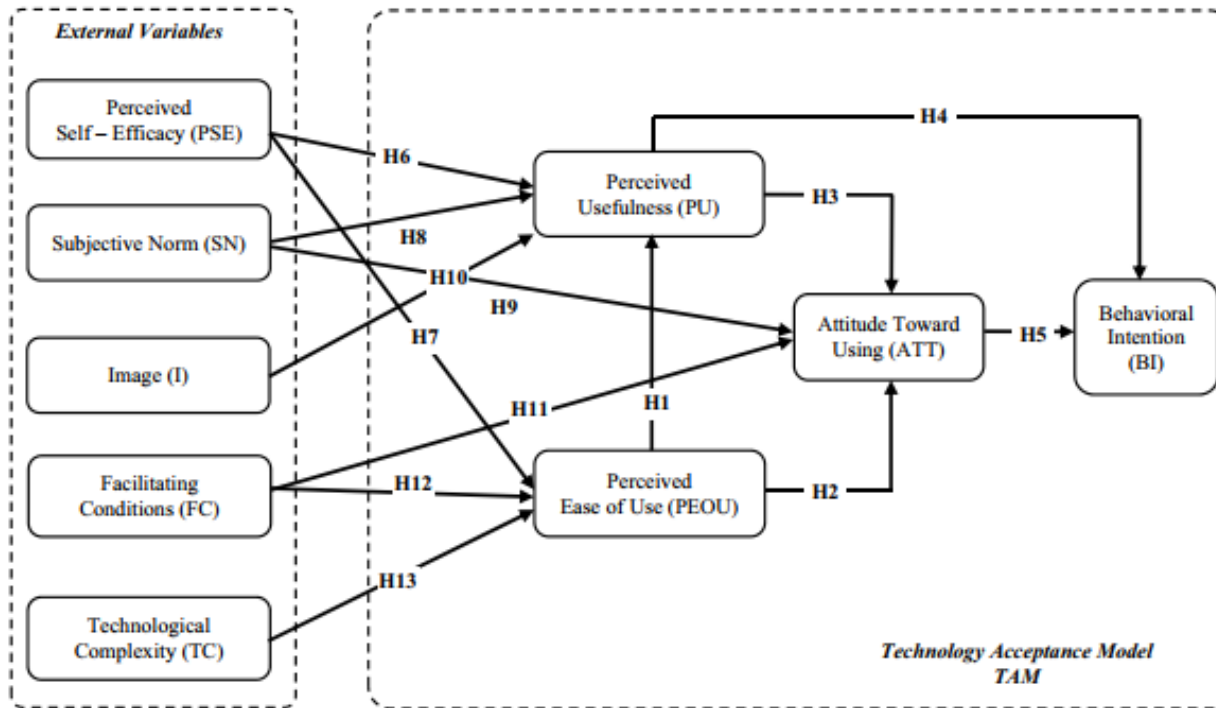 External Variables
Perceived
Self – Efficacy (PSE)
Subjective Norm (SN)
Image (I)
Facilitating
Conditions (FC)
Technological
Complexity (TC)
H6
H8
H10
H9
H7
H11
H12
H13
H4
Perceived
Usefulness (PU)
H3
H1
Perceived
Ease of Use (PEOU)
H2
Attitude Toward
Using (ATT)
H5
Behavioral
Intention
(BI)
Technology Acceptance Model
TAM